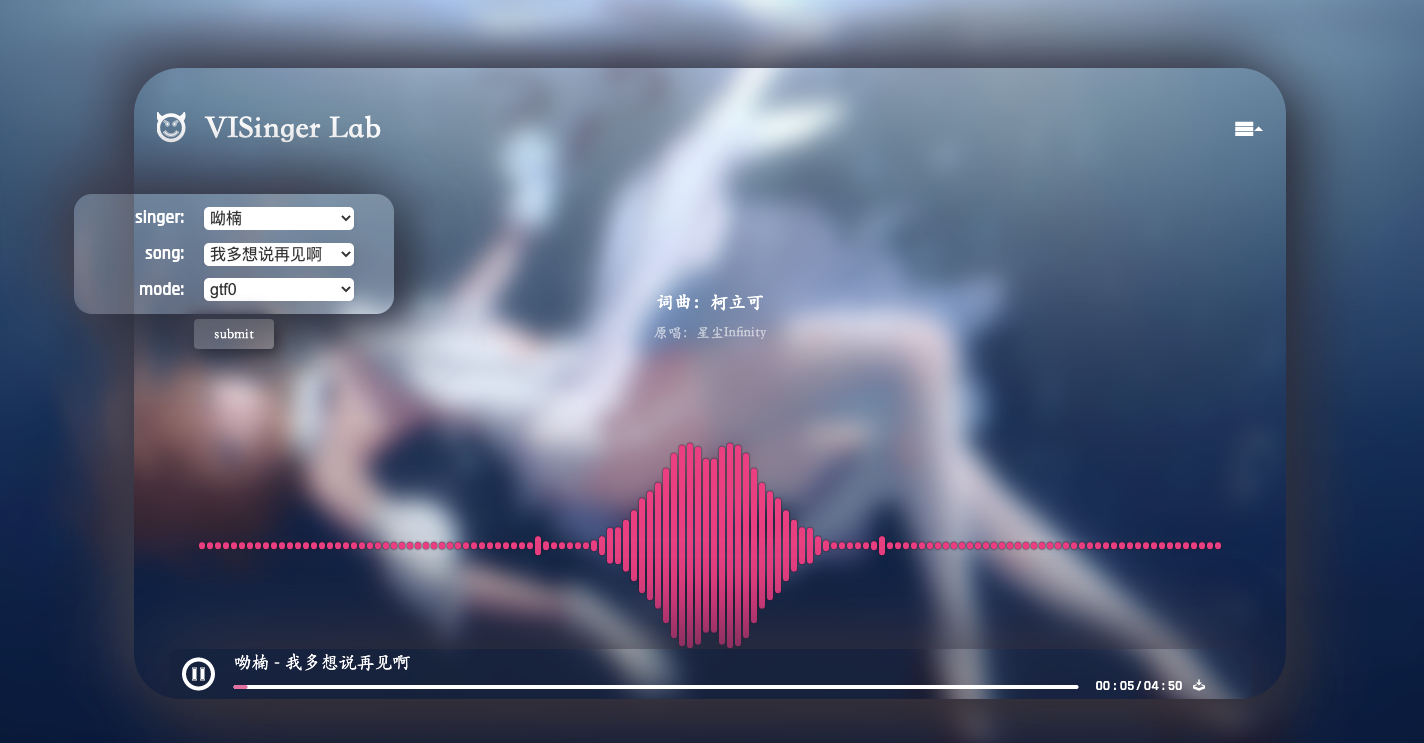 VISinger Lab
singer: 呦楠
song: 我多想说再见啊
mode: gtf0
submit
词曲：柯立可
原唱：星尘Infinity
呦楠 - 我多想说再见啊
00 : 05 / 04 : 50